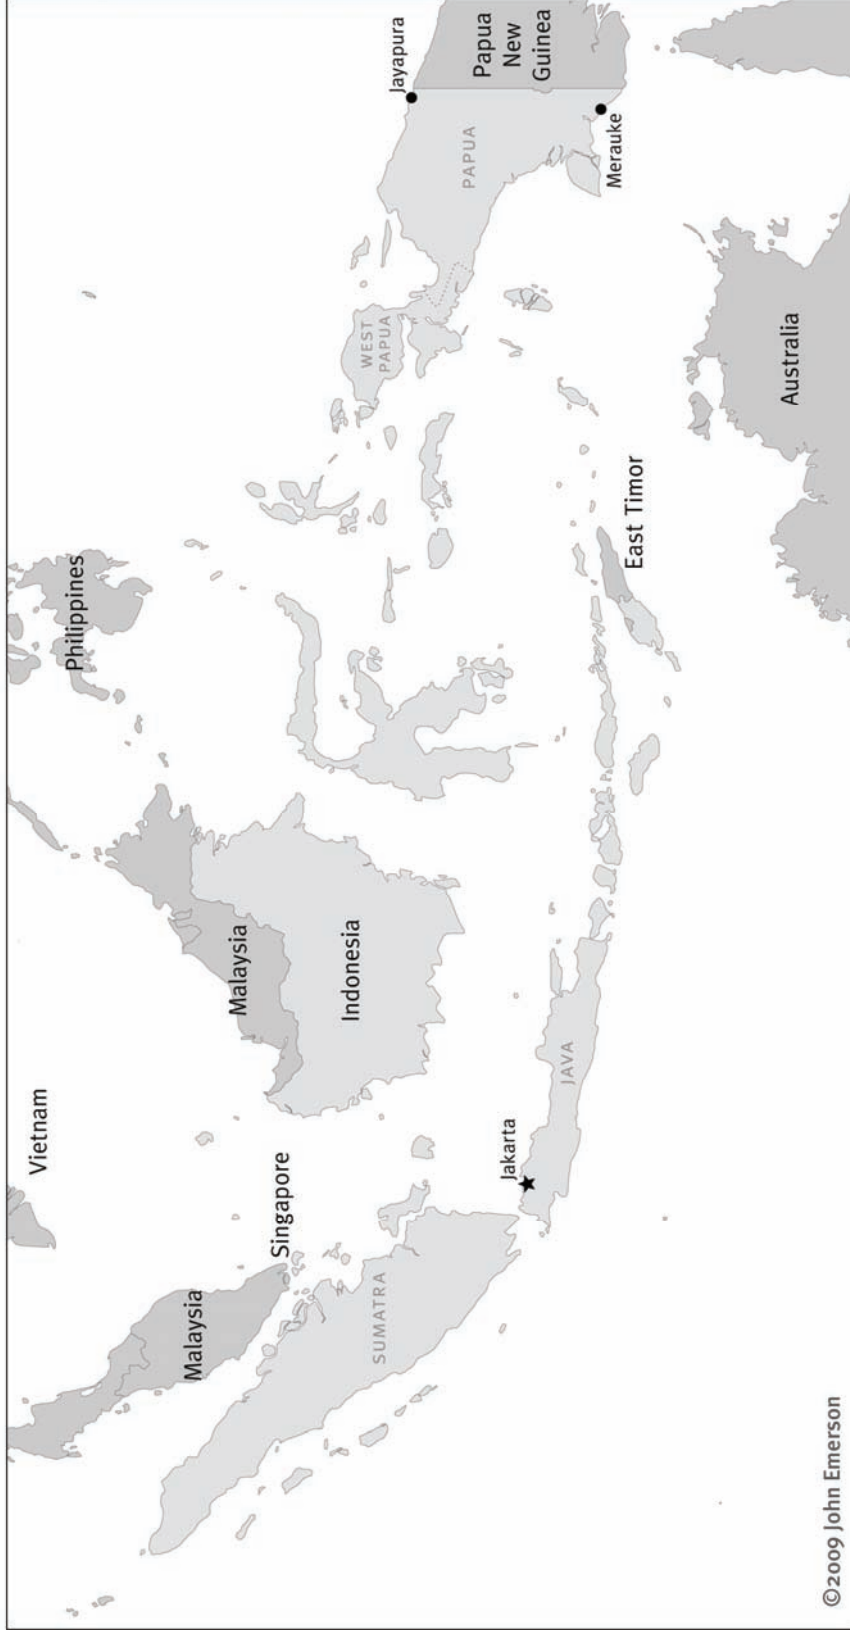 Vietnam
Philippines
Malaysia
Singapore
Malaysia
Indonesia
SUMATRA
Jakarta
JAVA
East Timor
WEST
PAPUA
PAPUA
Jayapura
Merauke
Papua
New
Guinea
Australia
©2009 John Emerson